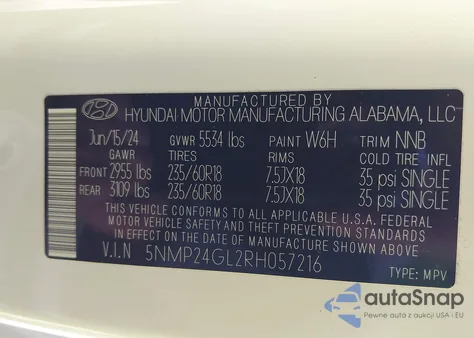 MANUFACTURED BY
HYUNDAI MOTOR MANUFACTURING ALABAMA, LLC
Jun/15/24 GVWR 5534 lbs PAINT W6H TRIM NNB
GAWR TIRES RIMS COLD TIRE INFL
FRONT 2955 lbs 235/60R18 7.5JX18 35 psi SINGLE
REAR 3109 lbs 235/60R18 7.5JX18 35 psi SINGLE
THIS VEHICLE CONFORMS TO ALL APPLICABLE U.S.A. FEDERAL
MOTOR VEHICLE SAFETY AND THEFT PREVENTION STANDARDS
IN EFFECT ON THE DATE OF MANUFACTURE SHOWN ABOVE.
V.I.N 5NMP24GL2RH057216
TYPE: MPV
autoSnap
Pewne auta z aukcji USA i EU